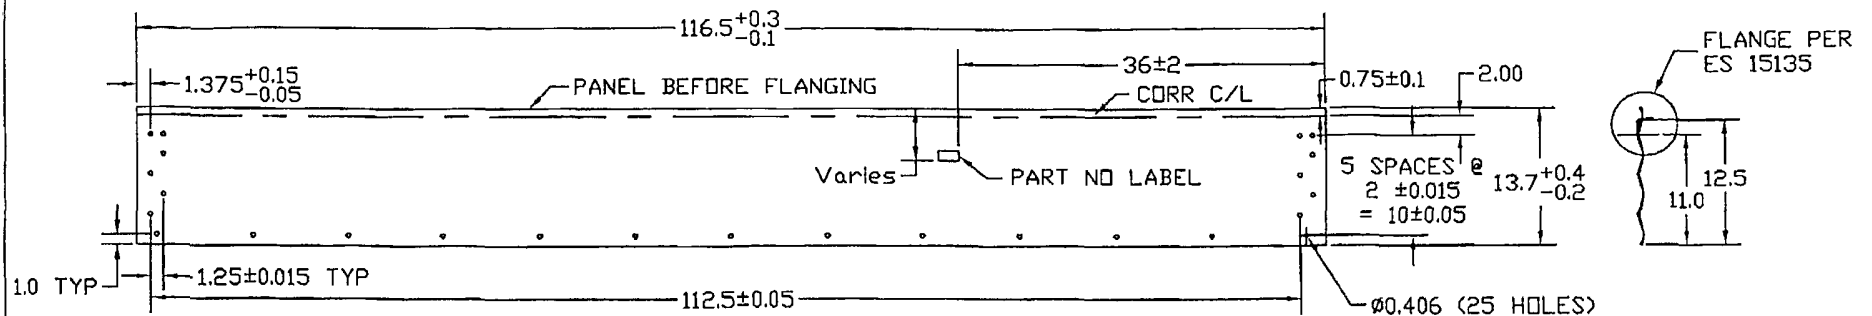 116.5+0.3
-0.1
FLANGE PER
ES 15135
36±2
1.375+0.15
-0.05
PANEL BEFORE FLANGING
0.75±0.1
2.00
CORR C/L
Varies
PART NO LABEL
5 SPACES @
2 ±0.015
= 10±0.05
13.7+0.4
-0.2
11.0
12.5
1.0 TYP
1.25±0.015 TYP
112.5±0.05
ø0.406 (25 HOLES)